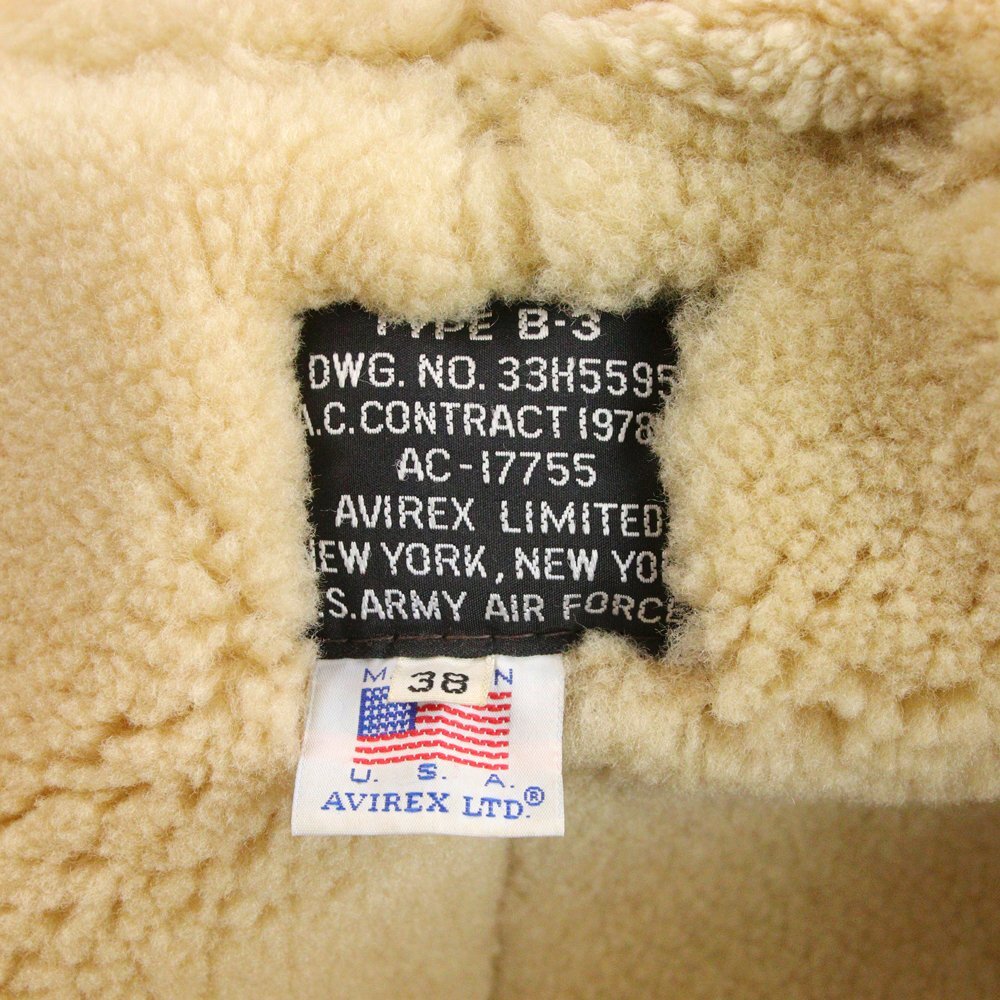 TYPE B-3
DWG. NO. 33H5595
A.C. CONTRACT 1978
AC-17755
AVIREX LIMITED
NEW YORK, NEW YO
S. ARMY AIR FORCE
38
U. S. A.
AVIREX LTD.®